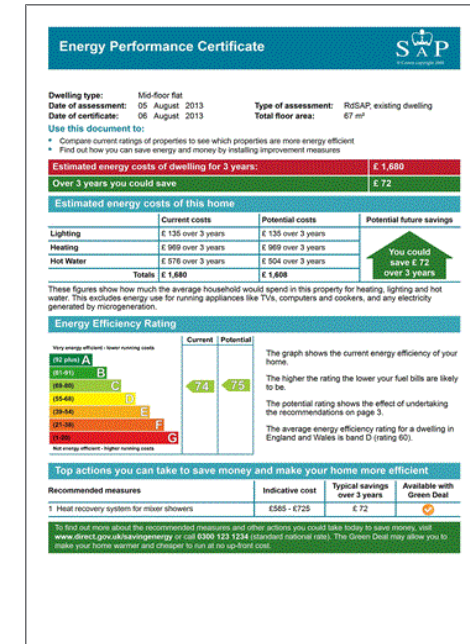 Energy Performance Certificate
SAP
© Crown copyright 2009
Dwelling type: Mid-floor flat
Date of assessment: 05 August 2013 Type of assessment: RdSAP, existing dwelling
Date of certificate: 06 August 2013 Total floor area: 67 m²
Use this document to:
• Compare current ratings of properties to see which properties are more energy efficient
• Find out how you can save energy and money by installing improvement measures
Estimated energy costs of dwelling for 3 years: £ 1,680
Over 3 years you could save £ 72
Estimated energy costs of this home
Current costs Potential costs Potential future savings
Lighting £ 135 over 3 years £ 135 over 3 years
Heating £ 969 over 3 years £ 969 over 3 years
Hot Water £ 576 over 3 years £ 504 over 3 years
Totals £ 1,680 £ 1,608
You could
save £ 72
over 3 years
These figures show how much the average household would spend in this property for heating, lighting and hot
water. This excludes energy use for running appliances like TVs, computers and cookers, and any electricity
generated by microgeneration.
Energy Efficiency Rating
Current Potential
Very energy efficient - lower running costs
(92 plus) A
(81-91) B
(69-80) C
(55-68) D
(39-54) E
(21-38) F
(1-20) G
Not energy efficient - higher running costs
74 75
The graph shows the current energy efficiency of your
home.
The higher the rating the lower your fuel bills are likely
to be.
The potential rating shows the effect of undertaking
the recommendations on page 3.
The average energy efficiency rating for a dwelling in
England and Wales is band D (rating 60).
Top actions you can take to save money and make your home more efficient
Recommended measures Indicative cost Typical savings over 3 years Available with Green Deal
1 Heat recovery system for mixer showers £585 - £725 £ 72
To find out more about the recommended measures and other actions you could take today to save money, visit
www.direct.gov.uk/savingenergy or call 0300 123 1234 (standard national rate). The Green Deal may allow you to
make your home warmer and cheaper to run at no up-front cost.